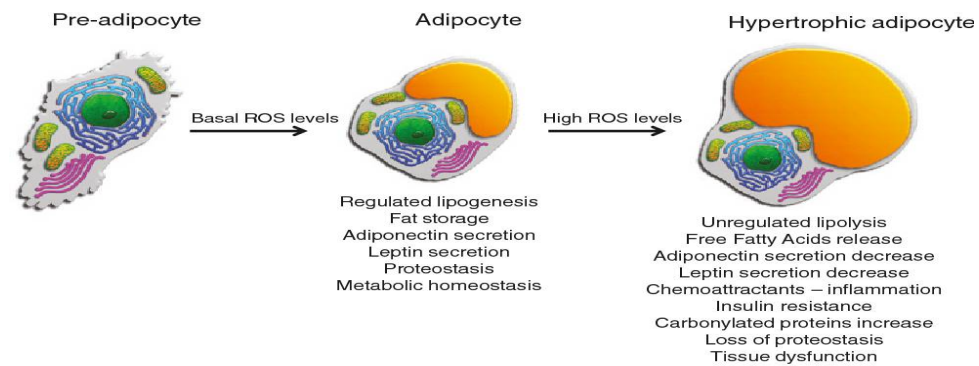 Pre-adipocyte
Adipocyte
Hypertrophic adipocyte
Basal ROS levels
High ROS levels
Regulated lipogenesis
Fat storage
Adiponectin secretion
Leptin secretion
Proteostasis
Metabolic homeostasis
Unregulated lipolysis
Free Fatty Acids release
Adiponectin secretion decrease
Leptin secretion decrease
Chemoattractants – inflammation
Insulin resistance
Carbonylated proteins increase
Loss of proteostasis
Tissue dysfunction